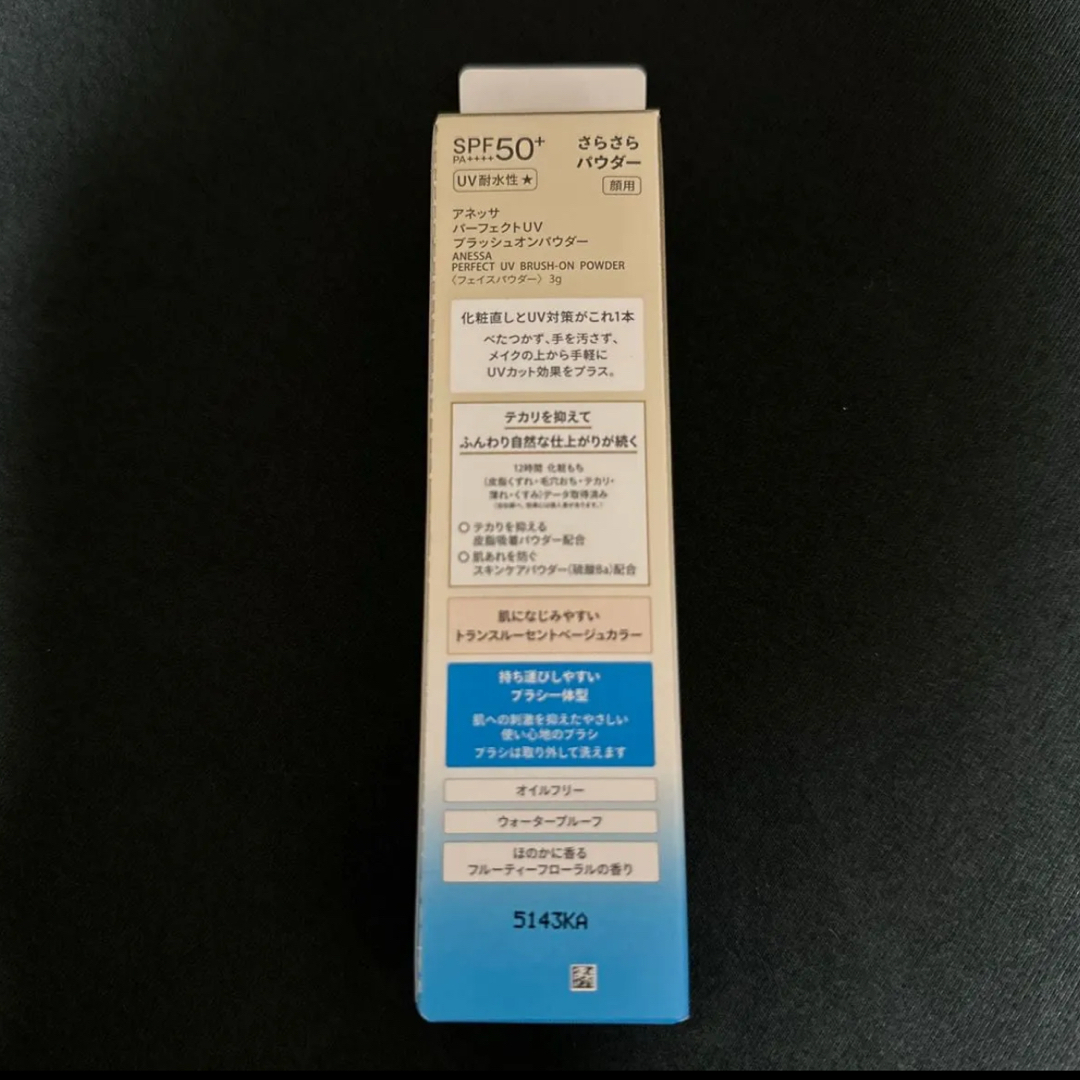 SPF50+
PA++++
さらさら
パウダー
UV耐水性★
顔用
アネッサ
パーフェクトUV
ブラッシュオンパウダー
ANESSA
PERFECT UV BRUSH-ON POWDER
〈フェイスパウダー〉 3g
化粧直しとUV対策がこれ1本
べたつかず、手を汚さず、
メイクの上から手軽に
UVカット効果をプラス。
テカリを抑えて
ふんわり自然な仕上がりが続く
12時間 化粧もち
(皮脂くずれ・毛穴おち・テカリ・
薄れ・くすみ)データ取得済み
○ テカリを抑える
皮脂吸着パウダー配合
○ 肌あれを防ぐ
スキンケアパウダー(硫酸Ba)配合
肌になじみやすい
トランスルーセントベージュカラー
持ち運びしやすい
ブラシ一体型
肌への刺激を抑えたやさしい
使い心地のブラシ
ブラシは取り外して洗えます
オイルフリー
ウォータープルーフ
ほのかに香る
フルーティーフローラルの香り
5143KA